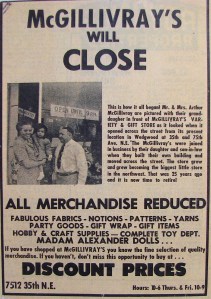 McGILLIVRAY'S
WILL
CLOSE
This is how it all began! Mr. & Mrs. Arthur
McGillivray are pictured with their grand-
daughter in front of McGILLIVRAY'S VAR-
IETY & DIME STORE as it looked when it
opened across the street from its present
location in Wedgwood at 35th and 75th
Ave. N.E. The McGillivray's were joined
in business by their daughter and son-in-law
when they built their own building and
moved across the street. The store grew
and grew becoming the biggest little store
in the northwest. That was 25 years ago
and it is now time to retire!
ALL MERCHANDISE REDUCED
FABULOUS FABRICS - NOTIONS - PATTERNS - YARNS
PARTY GOODS - GIFT WRAP - GIFT ITEMS
HOBBY & CRAFT SUPPLIES - COMPLETE TOY DEPT.
MADAM ALEXANDER DOLLS...
If you have shopped at McGILLIVRAY'S you know the fine selection of quality
merchandise. If you haven't, don't miss this opportunity to buy at ...
DISCOUNT PRICES
7512 35th N.E.
Hours: 10-6 Thurs. & Fri. 10-9